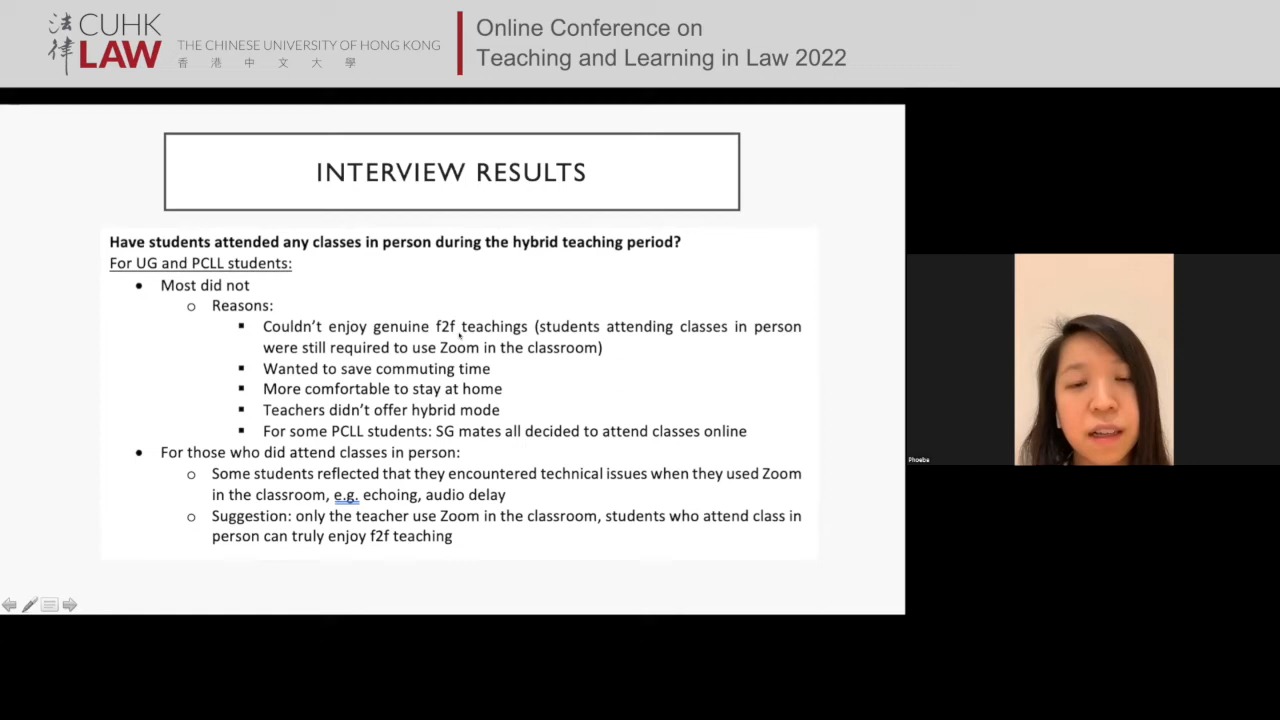 法律
CUHK
LAW
THE CHINESE UNIVERSITY OF HONG KONG
香港中文大學
Online Conference on
Teaching and Learning in Law 2022
INTERVIEW RESULTS
Have students attended any classes in person during the hybrid teaching period?
For UG and PCLL students:
• Most did not
o Reasons:
▪ Couldn't enjoy genuine f2f teachings (students attending classes in person
were still required to use Zoom in the classroom)
▪ Wanted to save commuting time
▪ More comfortable to stay at home
▪ Teachers didn't offer hybrid mode
▪ For some PCLL students: SG mates all decided to attend classes online
• For those who did attend classes in person:
o Some students reflected that they encountered technical issues when they used Zoom
in the classroom, e.g. echoing, audio delay
o Suggestion: only the teacher use Zoom in the classroom, students who attend class in
person can truly enjoy f2f teaching
Phoebe